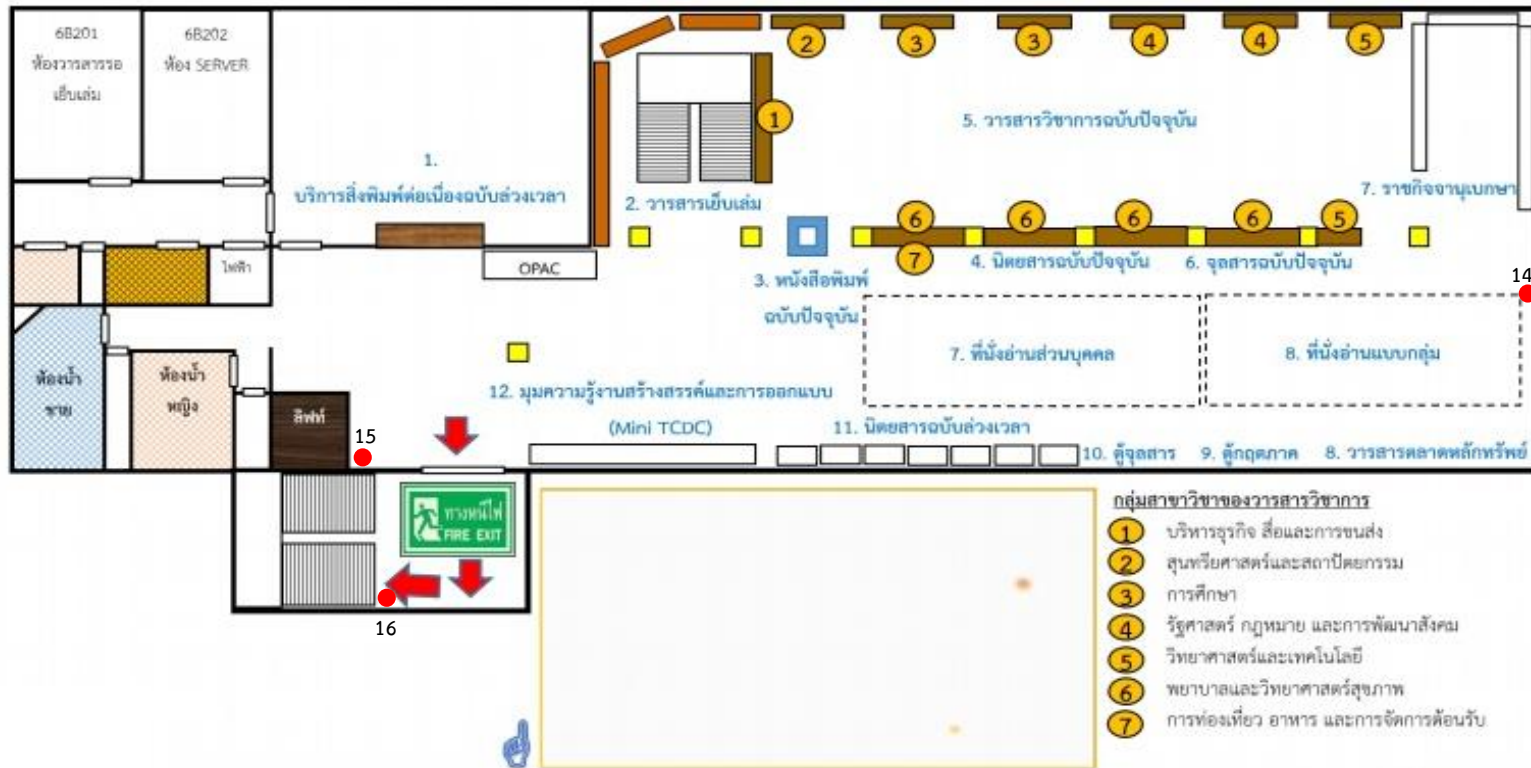 6B201
ห้องวารสารรอ
เย็บเล่ม
6B202
ห้อง SERVER
1.
บริการสิ่งพิมพ์ต่อเนื่องฉบับล่วงเวลา
2
3
3
4
4
5
1
5. วารสารวิชาการฉบับปัจจุบัน
2. วารสารเย็บเล่ม
7. ราชกิจจานุเบกษา
6
6
6
6
5
7
ไฟฟ้า
OPAC
3. หนังสือพิมพ์
ฉบับปัจจุบัน
4. นิตยสารฉบับปัจจุบัน
6. จุลสารฉบับปัจจุบัน
14
7. ที่นั่งอ่านส่วนบุคคล
8. ที่นั่งอ่านแบบกลุ่ม
ห้องน้ำ
ชาย
ห้องน้ำ
หญิง
ลิฟท์
15
12. มุมความรู้งานสร้างสรรค์และการออกแบบ
(Mini TCDC)
11. นิตยสารฉบับล่วงเวลา
10. ตู้จุลสาร
9. ตู้กฤตภาค
8. วารสารตลาดหลักทรัพย์
ทางหนีไฟ
FIRE EXIT
16
กลุ่มสาขาวิชาของวารสารวิชาการ
1 บริหารธุรกิจ สื่อและการขนส่ง
2 สุนทรียศาสตร์และสถาปัตยกรรม
3 การศึกษา
4 รัฐศาสตร์ กฎหมาย และการพัฒนาสังคม
5 วิทยาศาสตร์และเทคโนโลยี
6 พยาบาลและวิทยาศาสตร์สุขภาพ
7 การท่องเที่ยว อาหาร และการจัดการต้อนรับ